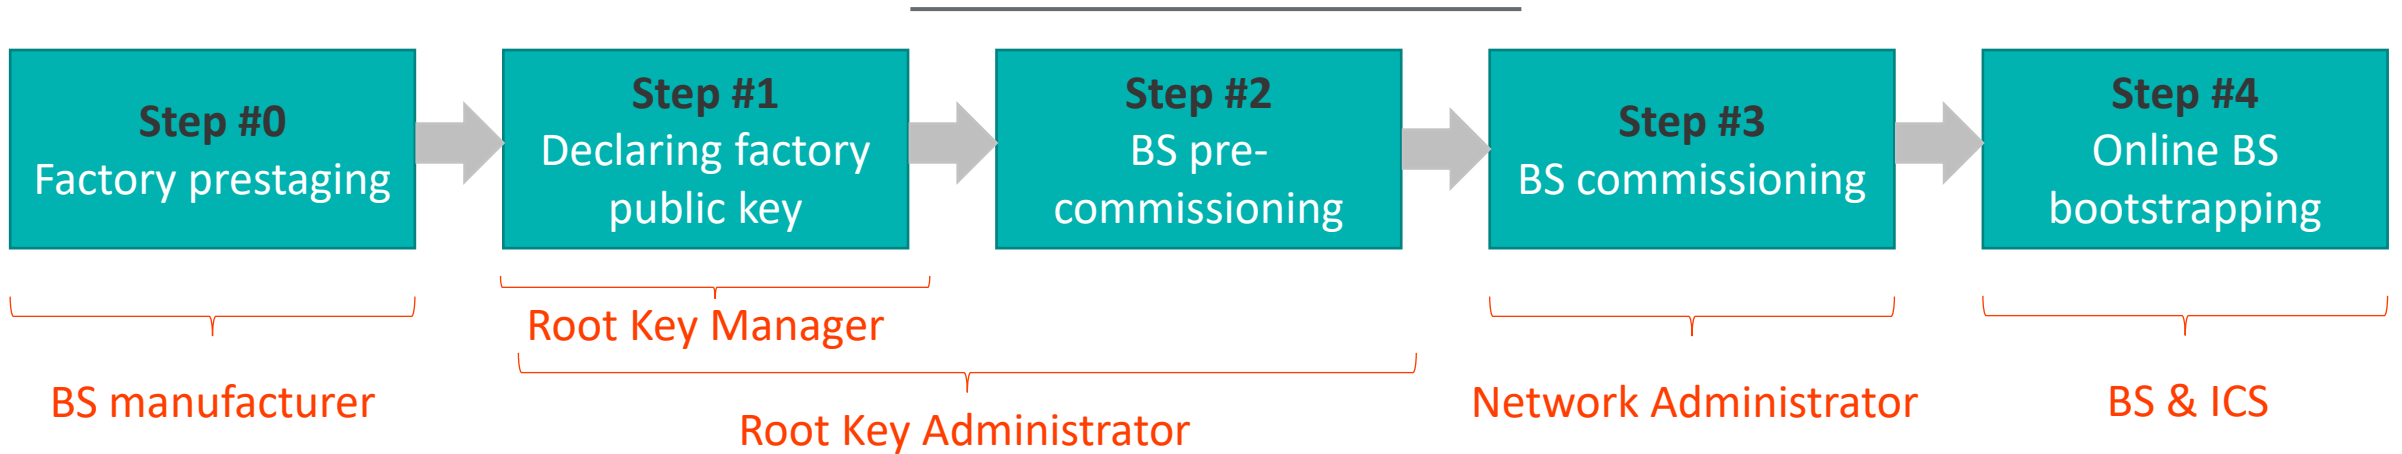 Step #0
Factory prestaging
Step #1
Declaring factory
public key
Step #2
BS pre-
commissioning
Step #3
BS commissioning
Step #4
Online BS
bootstrapping
BS manufacturer
Root Key Manager
Root Key Administrator
Network Administrator
BS & ICS